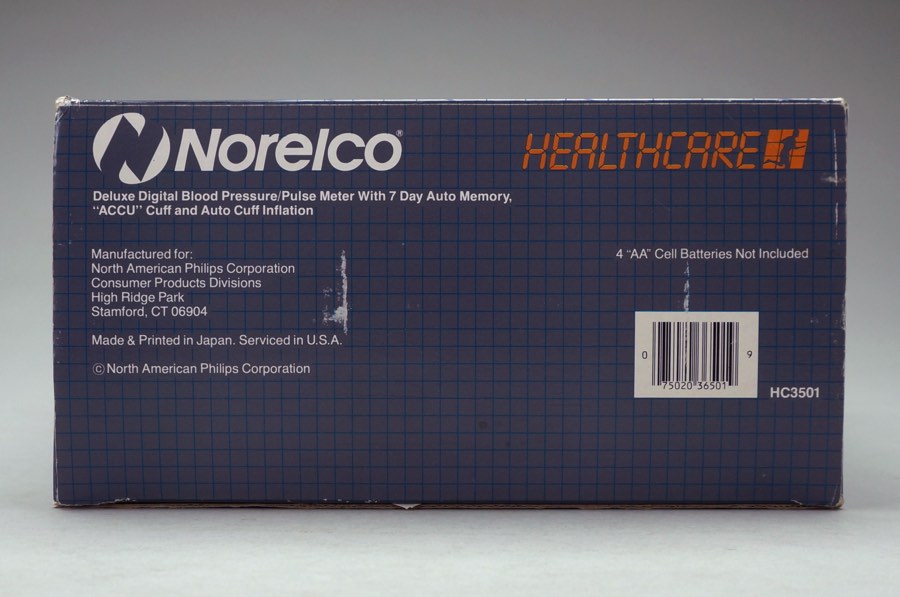 Norelco®
HEALTHCARE
Deluxe Digital Blood Pressure/Pulse Meter With 7 Day Auto Memory,
"ACCU" Cuff and Auto Cuff Inflation
Manufactured for:
North American Philips Corporation
Consumer Products Divisions
High Ridge Park
Stamford, CT 06904
Made & Printed in Japan. Serviced in U.S.A.
© North American Philips Corporation
4 "AA" Cell Batteries Not Included
0 75020 36501 9
HC3501